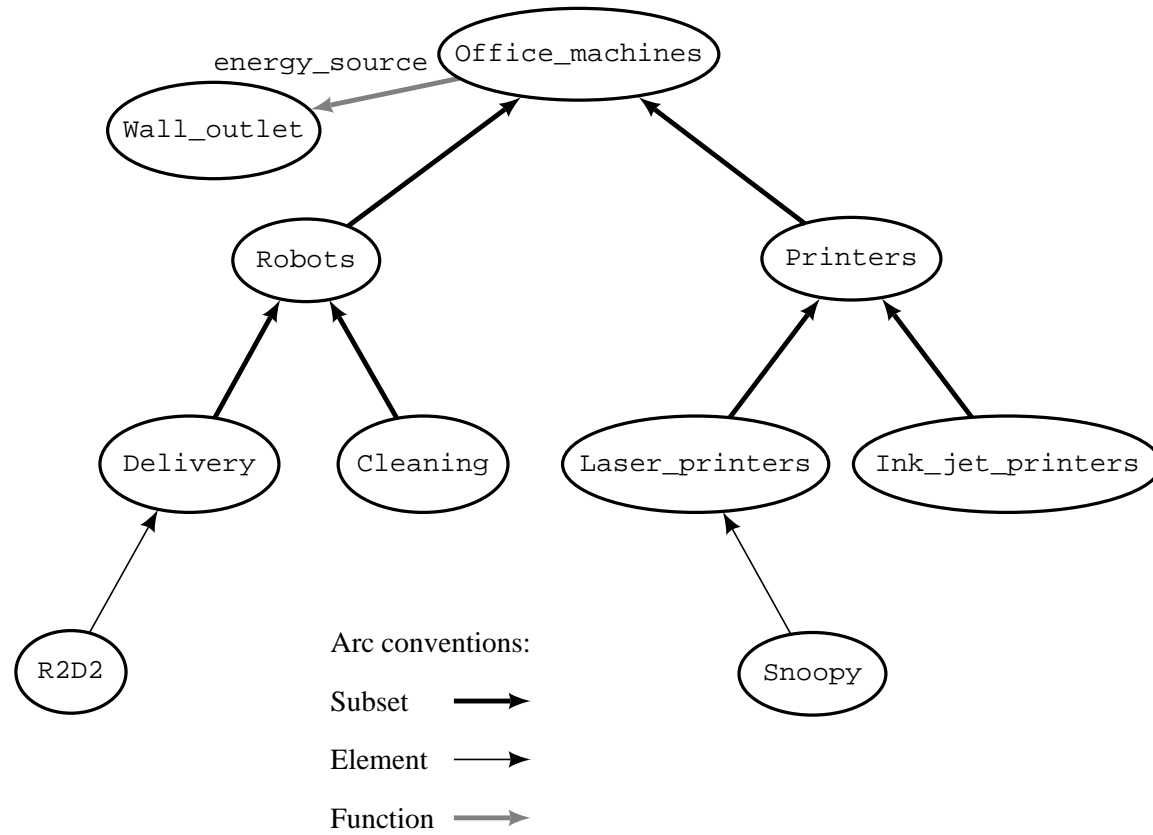 Office_machines
energy_source
Wall_outlet
Robots
Printers
Delivery
Cleaning
Laser_printers
Ink_jet_printers
R2D2
Snoopy
Arc conventions:
Subset
Element
Function